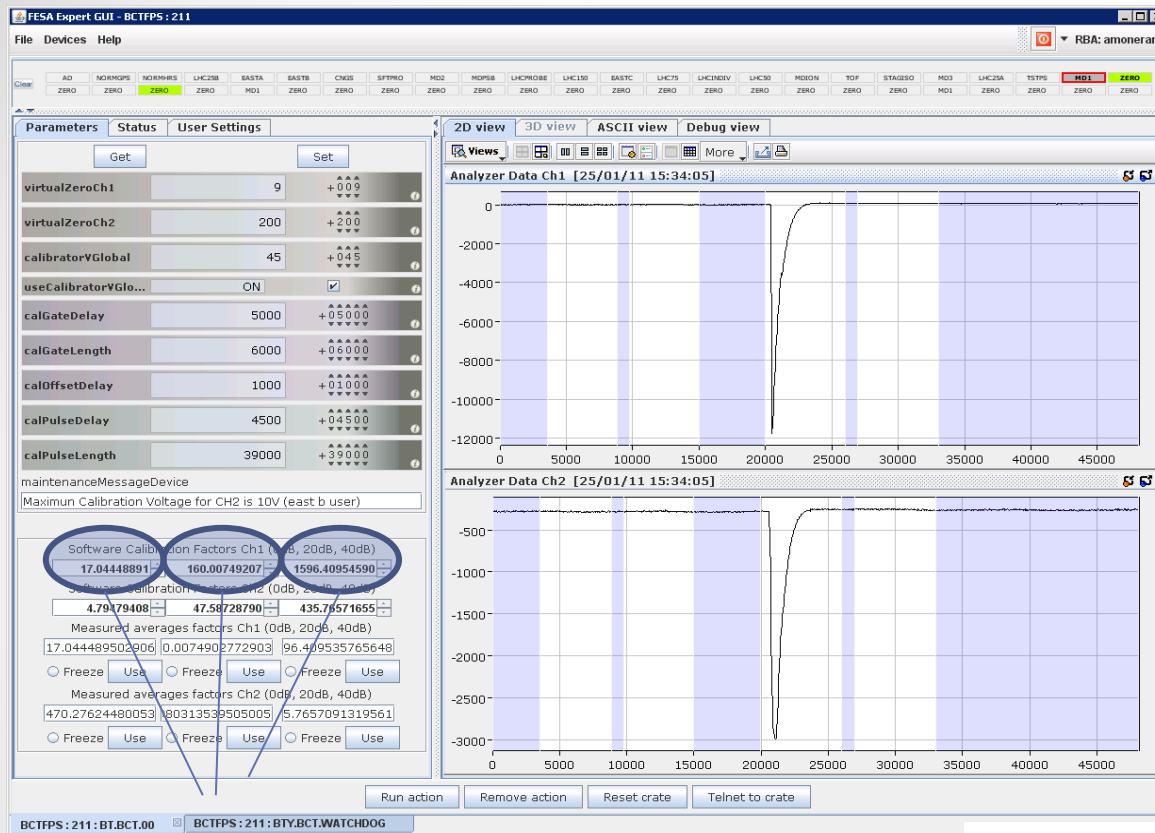 FESA Expert GUI - BCTFPS : 211
File Devices Help
RBA: amoneran
Clear
AD NORMGPS NORMHRS LHC25B EASTA EASTB CNGS SFTPRO MD2 MDPSB LHCPROBE LHC150 EASTC LHC75 LHCINDIV LHC50 MDION TOF STAGISO MD3 LHC25A TSTPS MD1 ZERO
ZERO ZERO ZERO ZERO MD1 ZERO ZERO ZERO ZERO ZERO ZERO ZERO ZERO ZERO ZERO ZERO ZERO ZERO ZERO MD1 ZERO ZERO ZERO ZERO
Parameters Status User Settings
Get Set
virtualZeroCh1 9 +009
virtualZeroCh2 200 +200
calibratorVGlobal 45 +045
useCalibratorVGlo... ON
calGateDelay 5000 +05000
calGateLength 6000 +06000
calOffsetDelay 1000 +01000
calPulseDelay 4500 +04500
calPulseLength 39000 +39000
maintenanceMessageDevice
Maximun Calibration Voltage for CH2 is 10V (east b user)
Software Calibration Factors Ch1 (0dB, 20dB, 40dB)
17.04448891 160.00749207 1596.40954590
Software Calibration Factors Ch2 (0dB, 20dB, 40dB)
4.79479408 47.58728790 435.76571655
Measured averages factors Ch1 (0dB, 20dB, 40dB)
17.044489502906 0.0074902772903 96.409535765648
Freeze Use Freeze Use Freeze Use
Measured averages factors Ch2 (0dB, 20dB, 40dB)
470.27624480053 80313539505005 5.7657091319561
Freeze Use Freeze Use Freeze Use
2D view 3D view ASCII view Debug view
Views More
Analyzer Data Ch1 [25/01/11 15:34:05]
0
-2000
-4000
-6000
-8000
-10000
-12000
0 5000 10000 15000 20000 25000 30000 35000 40000 45000
Analyzer Data Ch2 [25/01/11 15:34:05]
-500
-1000
-1500
-2000
-2500
-3000
0 5000 10000 15000 20000 25000 30000 35000 40000 45000
Run action Remove action Reset crate Telnet to crate
BCTFPS : 211 : BT.BCT.00 BCTFPS : 211 : BTY.BCT.WATCHDOG